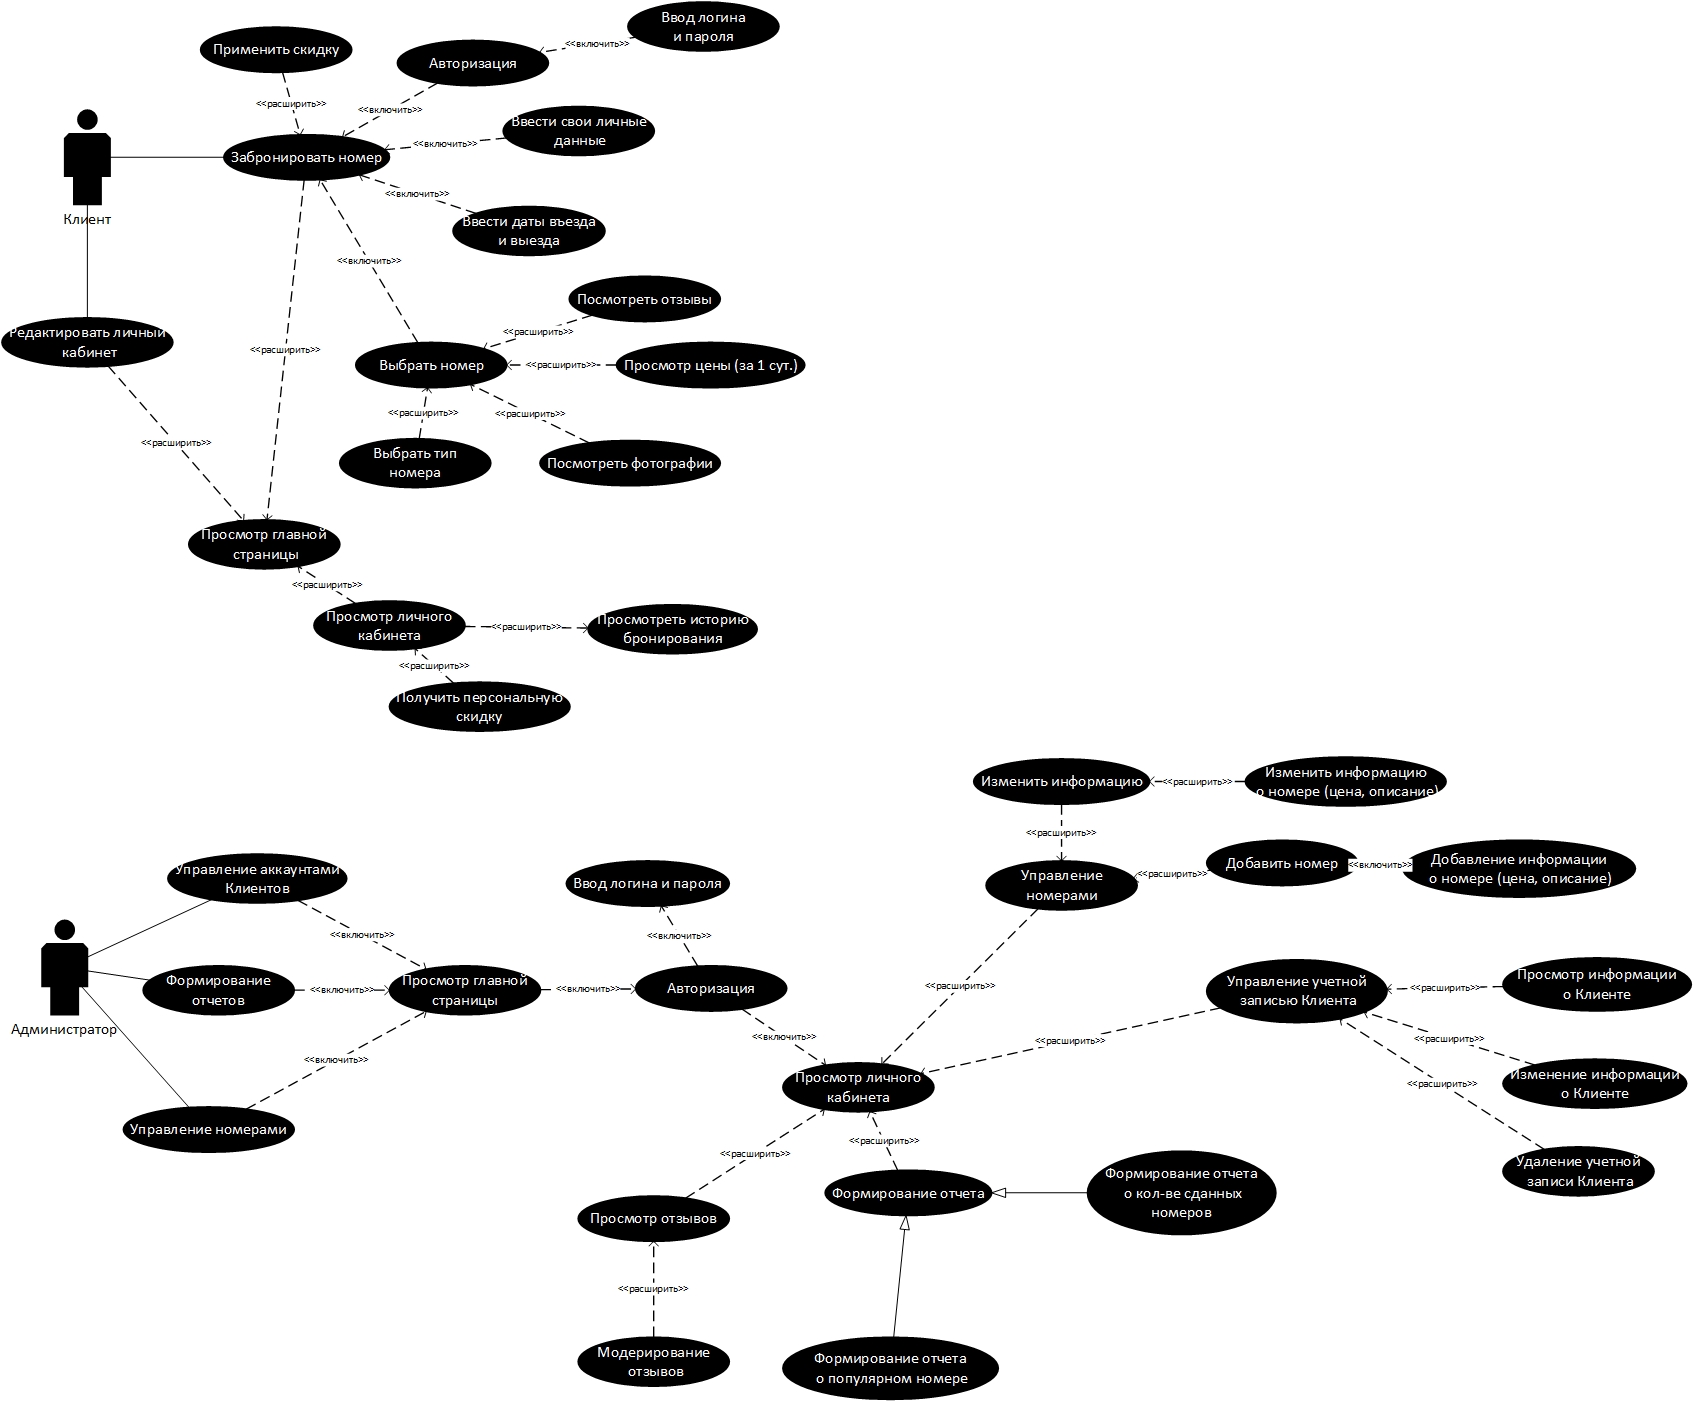 Ввод логина
и пароля
<<включить>>
Применить скидку
Авторизация
<<расширить>>
<<включить>>
Ввести свои личные
данные
<<включить>>
Забронировать номер
Клиент
<<включить>>
Ввести даты въезда
и выезда
<<включить>>
Посмотреть отзывы
<<расширить>>
Редактировать личный
кабинет
<<расширить>>
Выбрать номер
<<расширить>>
Просмотр цены (за 1 сут.)
<<расширить>>
<<расширить>>
<<расширить>>
Выбрать тип
номера
Посмотреть фотографии
Просмотр главной
страницы
<<расширить>>
Просмотр личного
кабинета
<<расширить>>
Просмотреть историю
бронирования
<<расширить>>
Получить персональную
скидку
Изменить информацию
<<расширить>>
Изменить информацию
о номере (цена, описание)
<<расширить>>
Управление аккаунтами
Клиентов
Ввод логина и пароля
Управление
номерами
<<расширить>>
Добавить номер
<<включить>>
Добавление информации
о номере (цена, описание)
<<включить>>
<<включить>>
Формирование
отчетов
<<включить>>
Просмотр главной
страницы
<<включить>>
Авторизация
<<расширить>>
Управление учетной
записью Клиента
<<расширить>>
Просмотр информации
о Клиенте
Администратор
<<включить>>
<<включить>>
<<расширить>>
<<расширить>>
Просмотр личного
кабинета
<<расширить>>
Изменение информации
о Клиенте
Управление номерами
<<расширить>>
<<расширить>>
Удаление учетной
записи Клиента
Просмотр отзывов
Формирование отчета
Формирование отчета
о кол-ве сданных
номеров
<<расширить>>
Модерирование
отзывов
Формирование отчета
о популярном номере